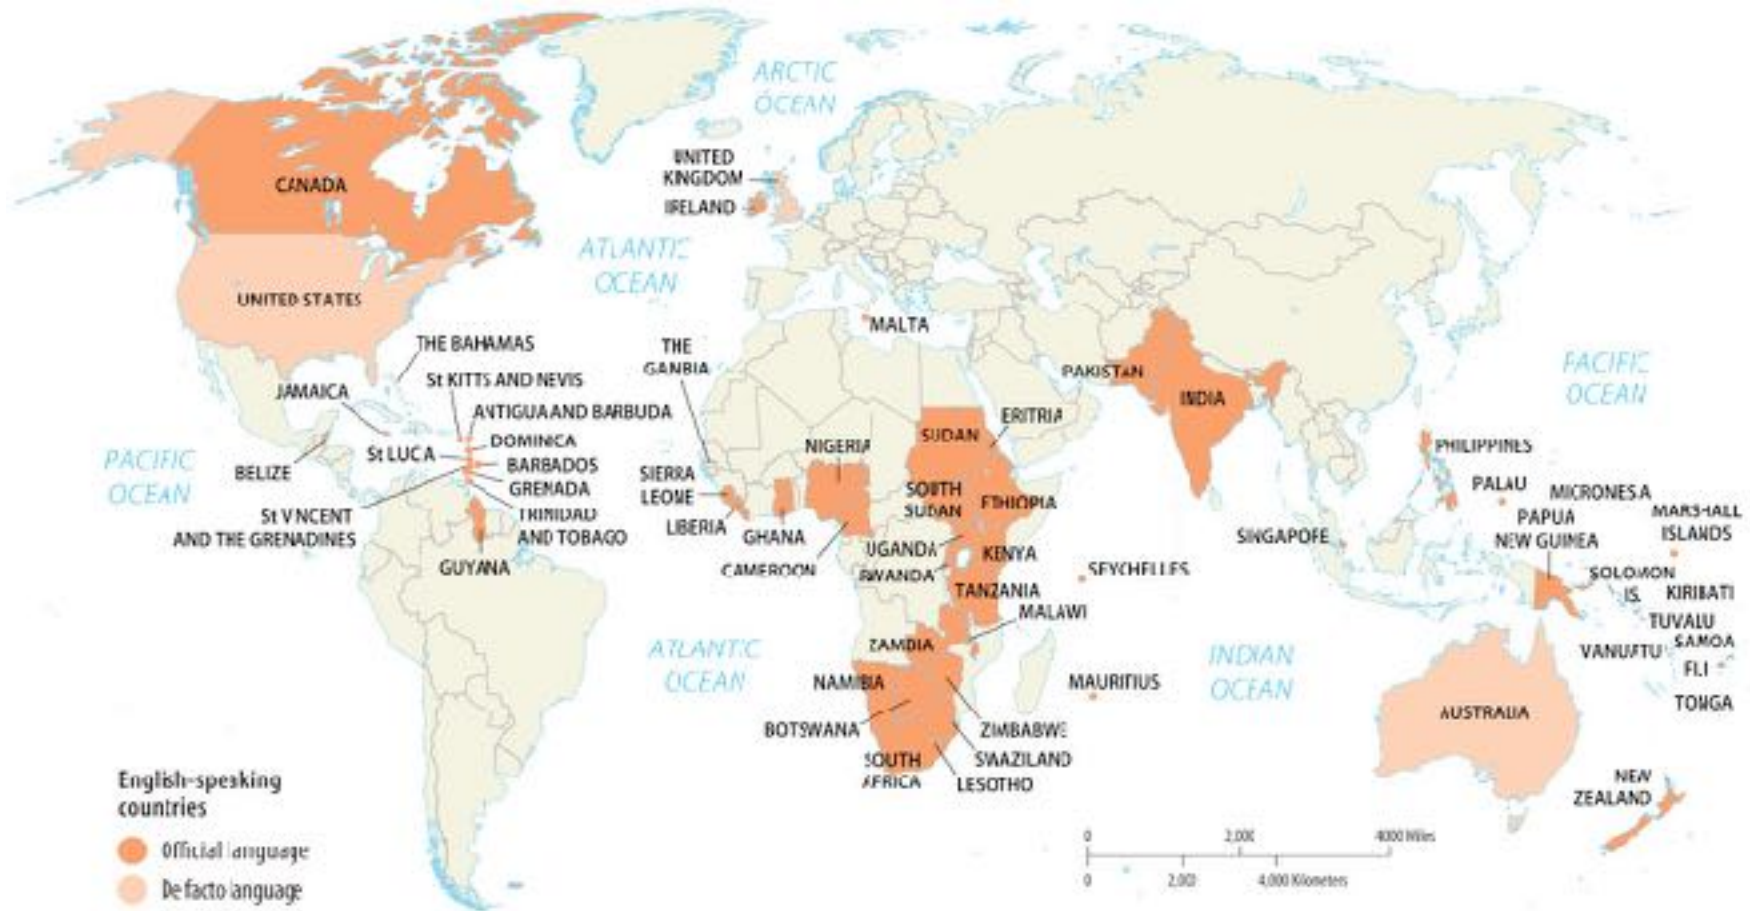 ARCTIC
OCEAN
UNITED
KINGDOM
IRELAND
CANADA
ATLANTIC
OCEAN
UNITED STATES
MALTA
THE BAHAMAS
THE
GANBIA
PACIFIC
OCEAN
JAMAICA
St KITTS AND NEVIS
PAKISTAN
INDIA
ANTIGUA AND BARBUDA
ERITRIA
SUDAN
NIGERIA
DOMINICA
PHILIPPINES
St LUCA
PACIFIC
OCEAN
BELIZE
BARBADOS
GRENADA
SIERRA
LEONE
SOUTH
SUDAN
ETHIOPIA
PALAU
MICRONESA
MARSHALL
ISLANDS
St VINCENT
AND THE GRENADINES
TRINIDAD
AND TOBAGO
LIBERIA
GHANA
PAPUA
NEW GUINEA
SINGAPOFE
CAMEROON
UGANDA
KENYA
RWANDA
SEYCHELLES
GUYANA
TANZANIA
SOLOMON
IS.
KIRIBATI
MALAWI
TUVALU
ZAMBIA
ATLANTIC
OCEAN
INDIAN
OCEAN
VANUFTU
SAMOA
FLI
NAMIBIA
MAURITIUS
TONGA
AUSTRALIA
BOTSWANA
ZIMBABWE
SWAZILAND
SOUTH
AFRICA
LESOTHO
NEW
ZEALAND
English-speaking
countries
Official language
De facto language
0 2,000 4000 Miles
0 2,000 4,000 Kilometers